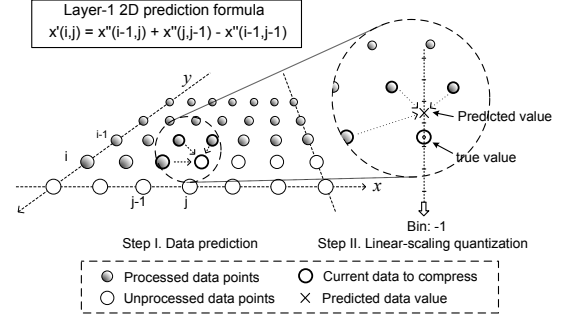 Layer-1 2D prediction formula
x'(i,j) = x''(i-1,j) + x''(j,j-1) - x''(i-1,j-1)
y
i-1
i
j-1
j
x
Predicted value
true value
Bin: -1
Step I. Data prediction
Step II. Linear-scaling quantization
Processed data points
Current data to compress
Unprocessed data points
Predicted data value